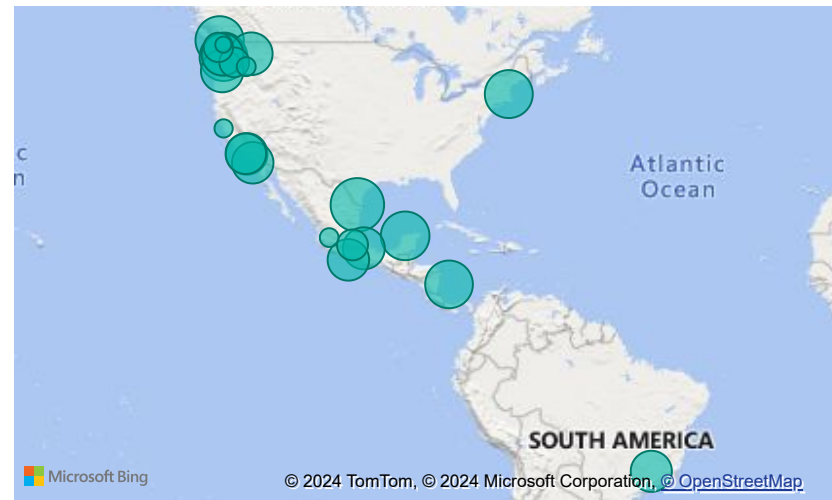 c
n
Atlantic
Ocean
SOUTH AMERICA
Microsoft Bing
© 2024 TomTom, © 2024 Microsoft Corporation, © OpenStreetMap